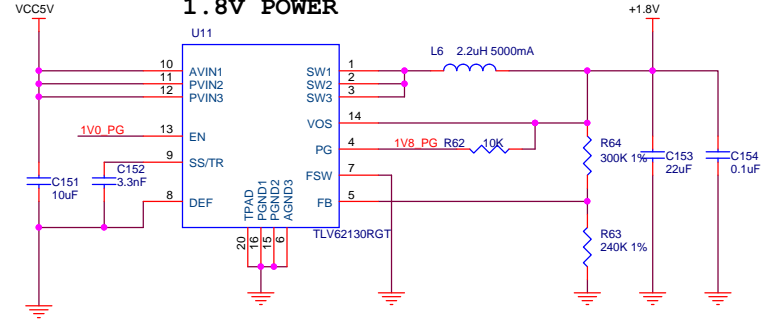 1.8V POWER
VCC5V
+1.8V
U11
L6 2.2uH 5000mA
10 AVIN1 SW1 1
11 PVIN2 SW2 2
12 PVIN3 SW3 3
VOS 14
1V0_PG 13 EN
PG 4 1V8_PG R62 10K
R64
300K 1%
9 SS/TR
FSW 7
C151
10uF
C152
3.3nF
C153
22uF
C154
0.1uF
8 DEF
FB 5
TPAD
PGND1
PGND2
AGND3
20
16
15
6
TLV62130RGT
R63
240K 1%